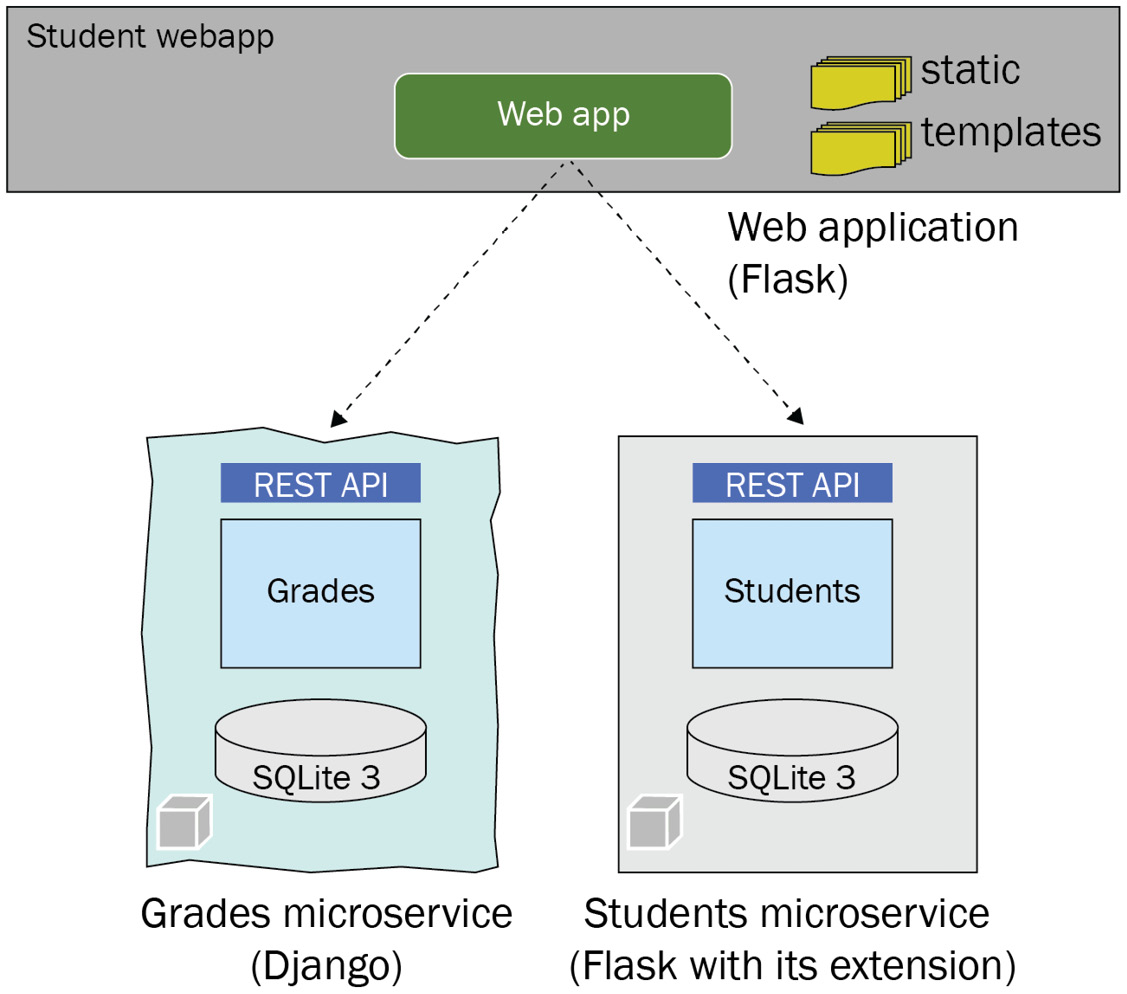 Student webapp
Web app
static
templates
Web application
(Flask)
REST API
Grades
SQLite 3
Grades microservice
(Django)
REST API
Students
SQLite 3
Students microservice
(Flask with its extension)